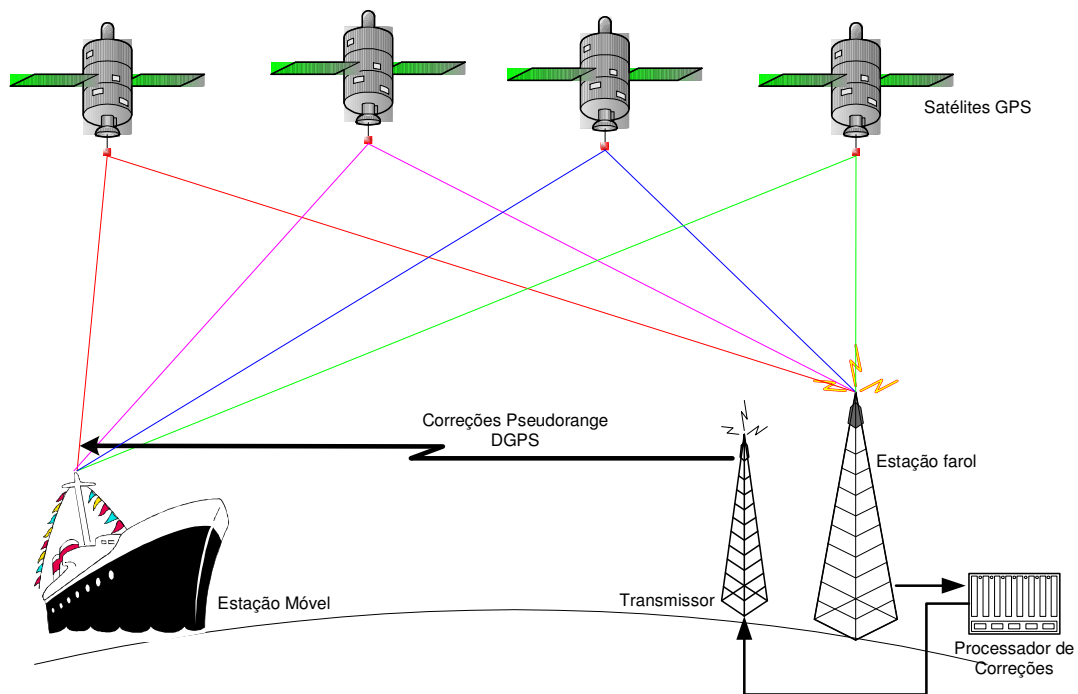 Satélites GPS
Correções Pseudorange
DGPS
Estação farol
Estação Móvel
Transmissor
Processador de
Correções